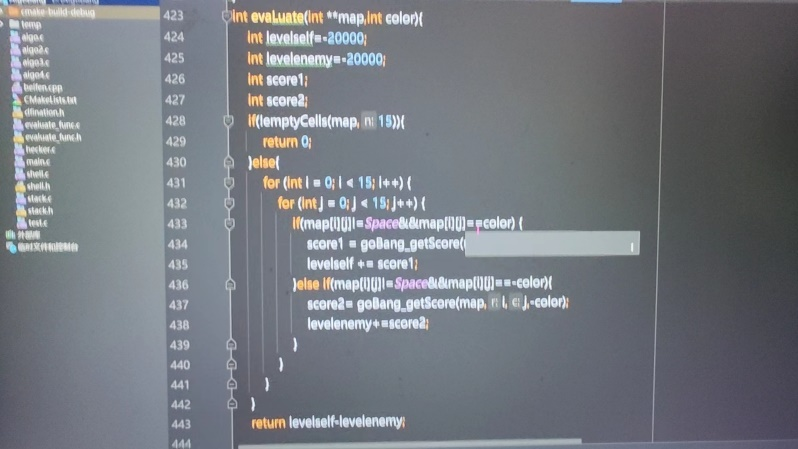 cmake-build-debug
temp
algo.c
algo2.c
algo3.c
algo4.c
beifen.cpp
CMakeLists.txt
dfination.h
evaluate_func.c
evaluate_func.h
hecker.c
main.c
shell.c
shell.h
stack.c
stack.h
test.c
外部库
临时文件和控制台
423 int evaLuate(int **map,int color){
424 int levelself=-20000;
425 int levelenemy=-20000;
426 int score1;
427 int score2;
428 if(!emptyCells(map, n: 15)){
429 return 0;
430 }else{
431 for (int i = 0; i < 15; i++) {
432 for (int j = 0; j < 15; j++) {
433 if(map[i][j]!=Space&&map[i][j]==color) {
434 score1 = goBang_getScore(
435 levelself += score1;
436 }else if(map[i][j]!=Space&&map[i][j]==-color){
437 score2= goBang_getScore(map, r: i, c: j,-color);
438 levelenemy+=score2;
439 }
440 }
441 }
442 }
443 return levelself-levelenemy;
444